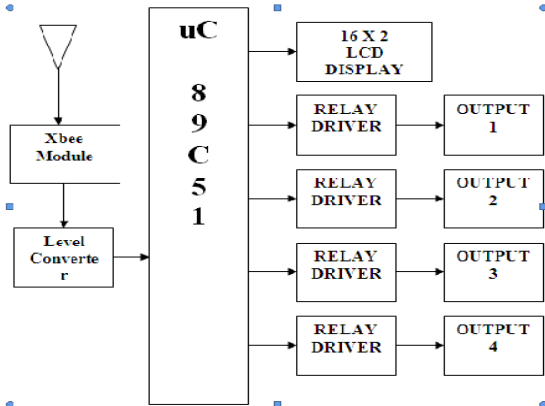 uC
8
9
C
5
1
16 X 2
LCD
DISPLAY
Xbee
Module
Level
Converte
r
RELAY
DRIVER
OUTPUT
1
RELAY
DRIVER
OUTPUT
2
RELAY
DRIVER
OUTPUT
3
RELAY
DRIVER
OUTPUT
4